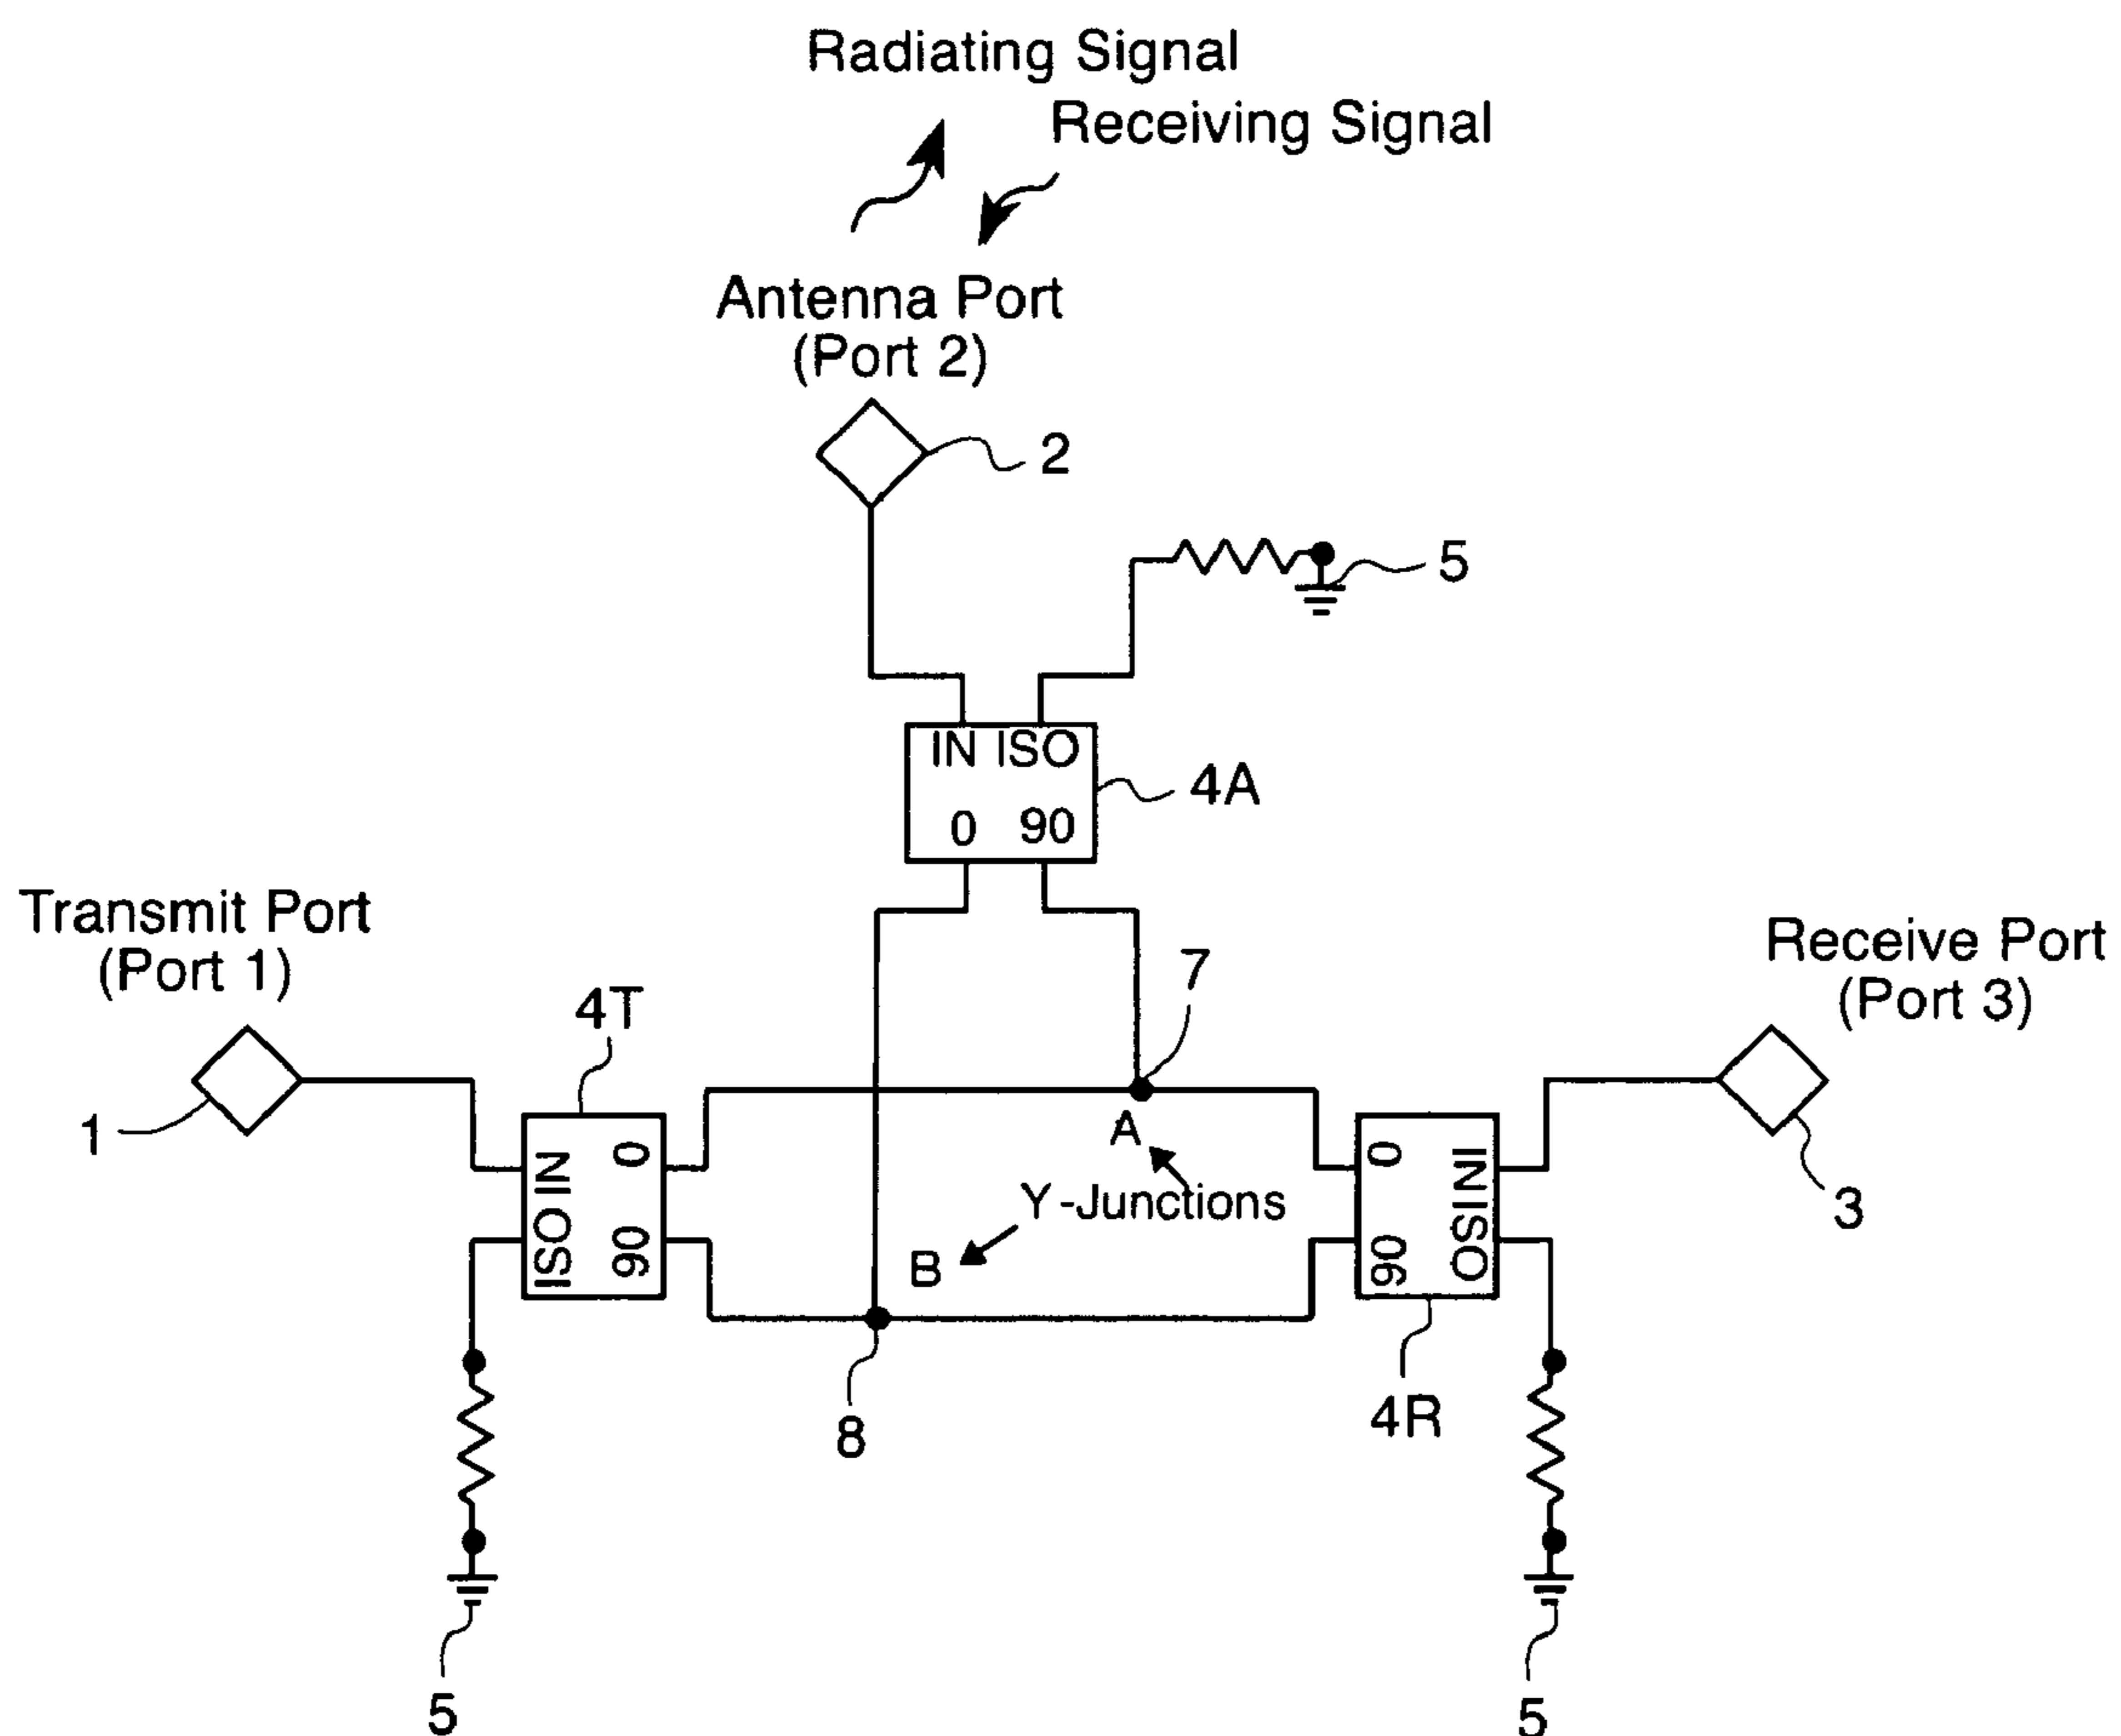 Radiating Signal
Receiving Signal
Antenna Port
(Port 2)
2
5
IN ISO
0 90
4A
Transmit Port
(Port 1)
1
4T
IN ISO
0 90
7
A
Y-Junctions
B
8
Receive Port
(Port 3)
3
0 90
IN ISO
4R
5
5